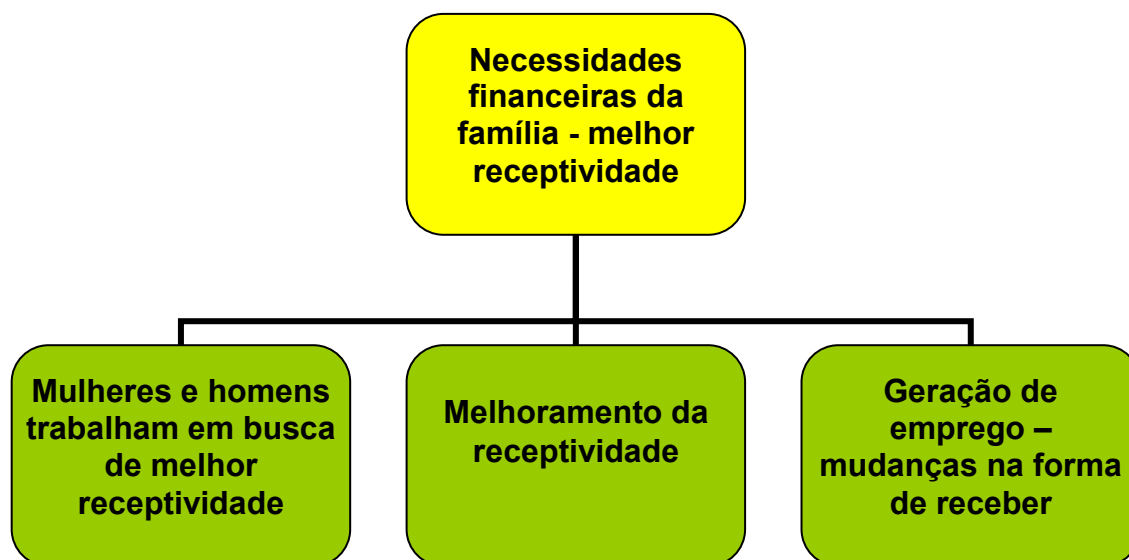 Necessidades
financeiras da
família - melhor
receptividade
Mulheres e homens
trabalham em busca
de melhor
receptividade
Melhoramento da
receptividade
Geração de
emprego –
mudanças na forma
de receber